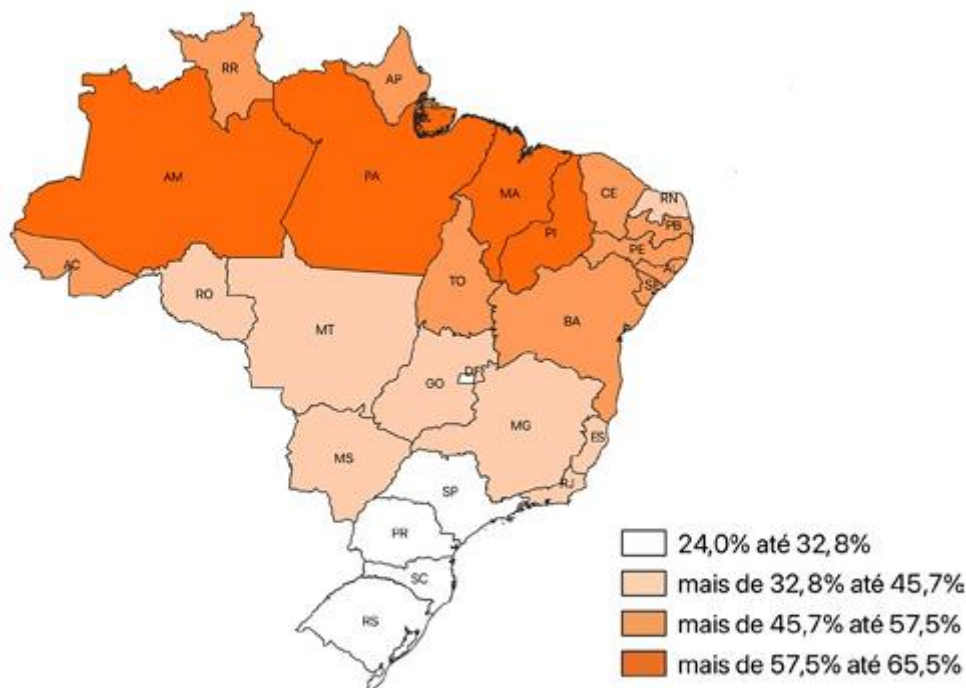 RR
AP
AM
PA
MA
CE
RN
PI
PB
PE
AC
AL
SE
TO
RO
BA
MT
DF
GO
MG
ES
MS
RJ
SP
PR
SC
RS
24,0% até 32,8%
mais de 32,8% até 45,7%
mais de 45,7% até 57,5%
mais de 57,5% até 65,5%